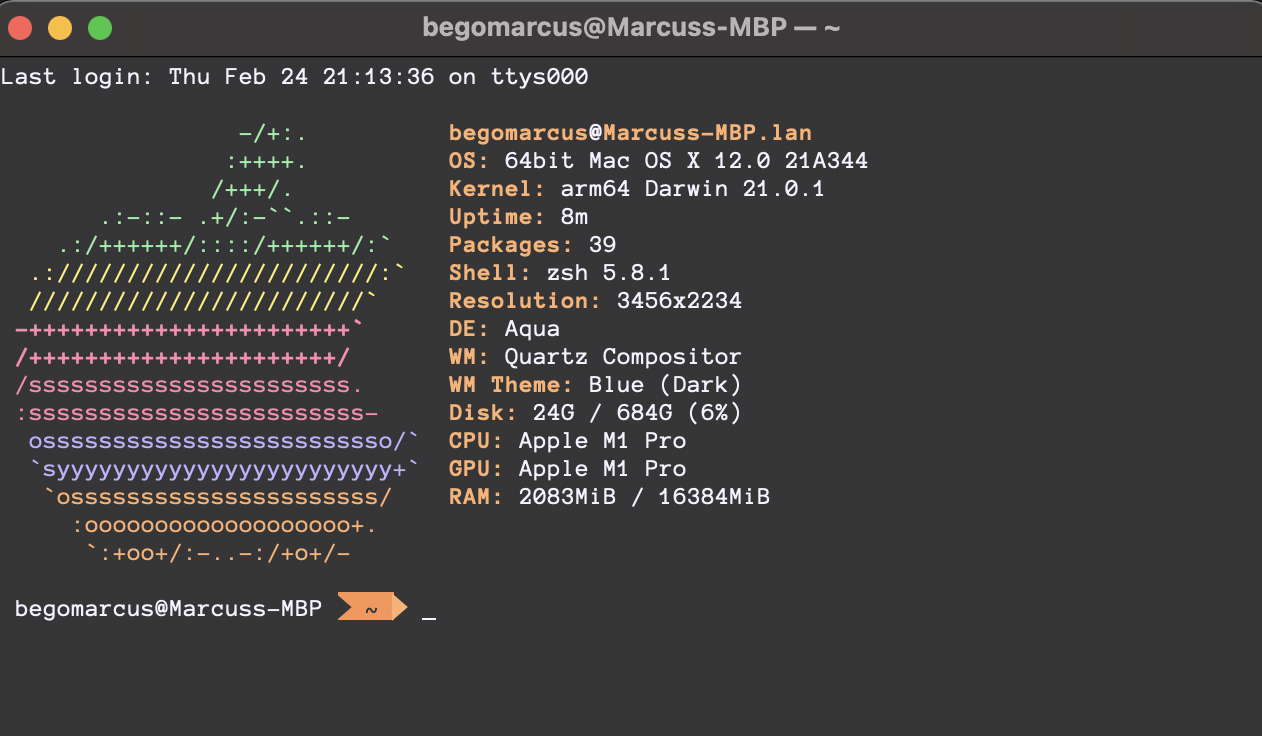 begomarcus@Marcuss-MBP — ~
Last login: Thu Feb 24 21:13:36 on ttys000
                 -/+:.          begomarcus@Marcuss-MBP.lan
                :++++.          OS: 64bit Mac OS X 12.0 21A344
               /+++/.           Kernel: arm64 Darwin 21.0.1
       .:-::- .+/:-``.::-       Uptime: 8m
    .:/++++++/::::/++++++/:`    Packages: 39
  .:///////////////////////:`   Shell: zsh 5.8.1
  ////////////////////////`     Resolution: 3456x2234
 -+++++++++++++++++++++++`      DE: Aqua
 /++++++++++++++++++++++/       WM: Quartz Compositor
 /sssssssssssssssssssssss.      WM Theme: Blue (Dark)
 :ssssssssssssssssssssssss-     Disk: 24G / 684G (6%)
  osssssssssssssssssssssssso/`  CPU: Apple M1 Pro
  `syyyyyyyyyyyyyyyyyyyyyyyy+`  GPU: Apple M1 Pro
   `ossssssssssssssssssssss/    RAM: 2083MiB / 16384MiB
     :ooooooooooooooooooo+.
      `:+oo+/:-..-:/+o+/-
begomarcus@Marcuss-MBP ~ _